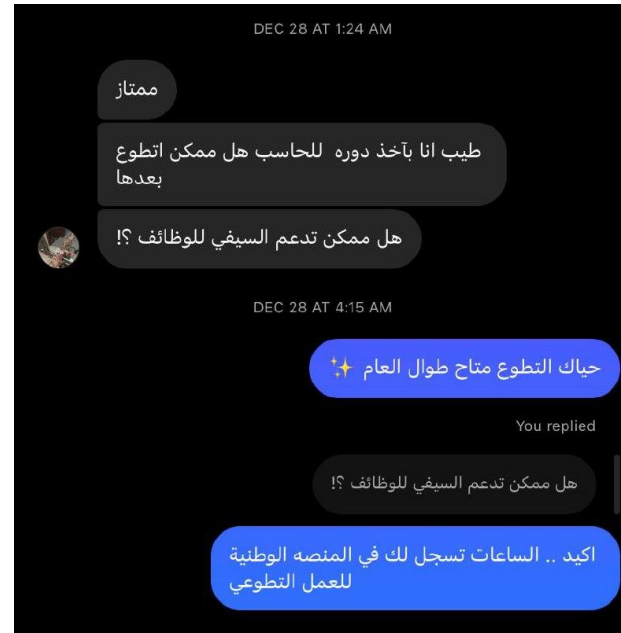 DEC 28 AT 1:24 AM
ممتاز
طيب انا بآخذ دوره للحاسب هل ممكن اتطوع
بعدها
هل ممكن تدعم السيفي للوظائف ؟!
DEC 28 AT 4:15 AM
حياك التطوع متاح طوال العام ✨
You replied
هل ممكن تدعم السيفي للوظائف ؟!
اكيد .. الساعات تسجل لك في المنصه الوطنية
للعمل التطوعي